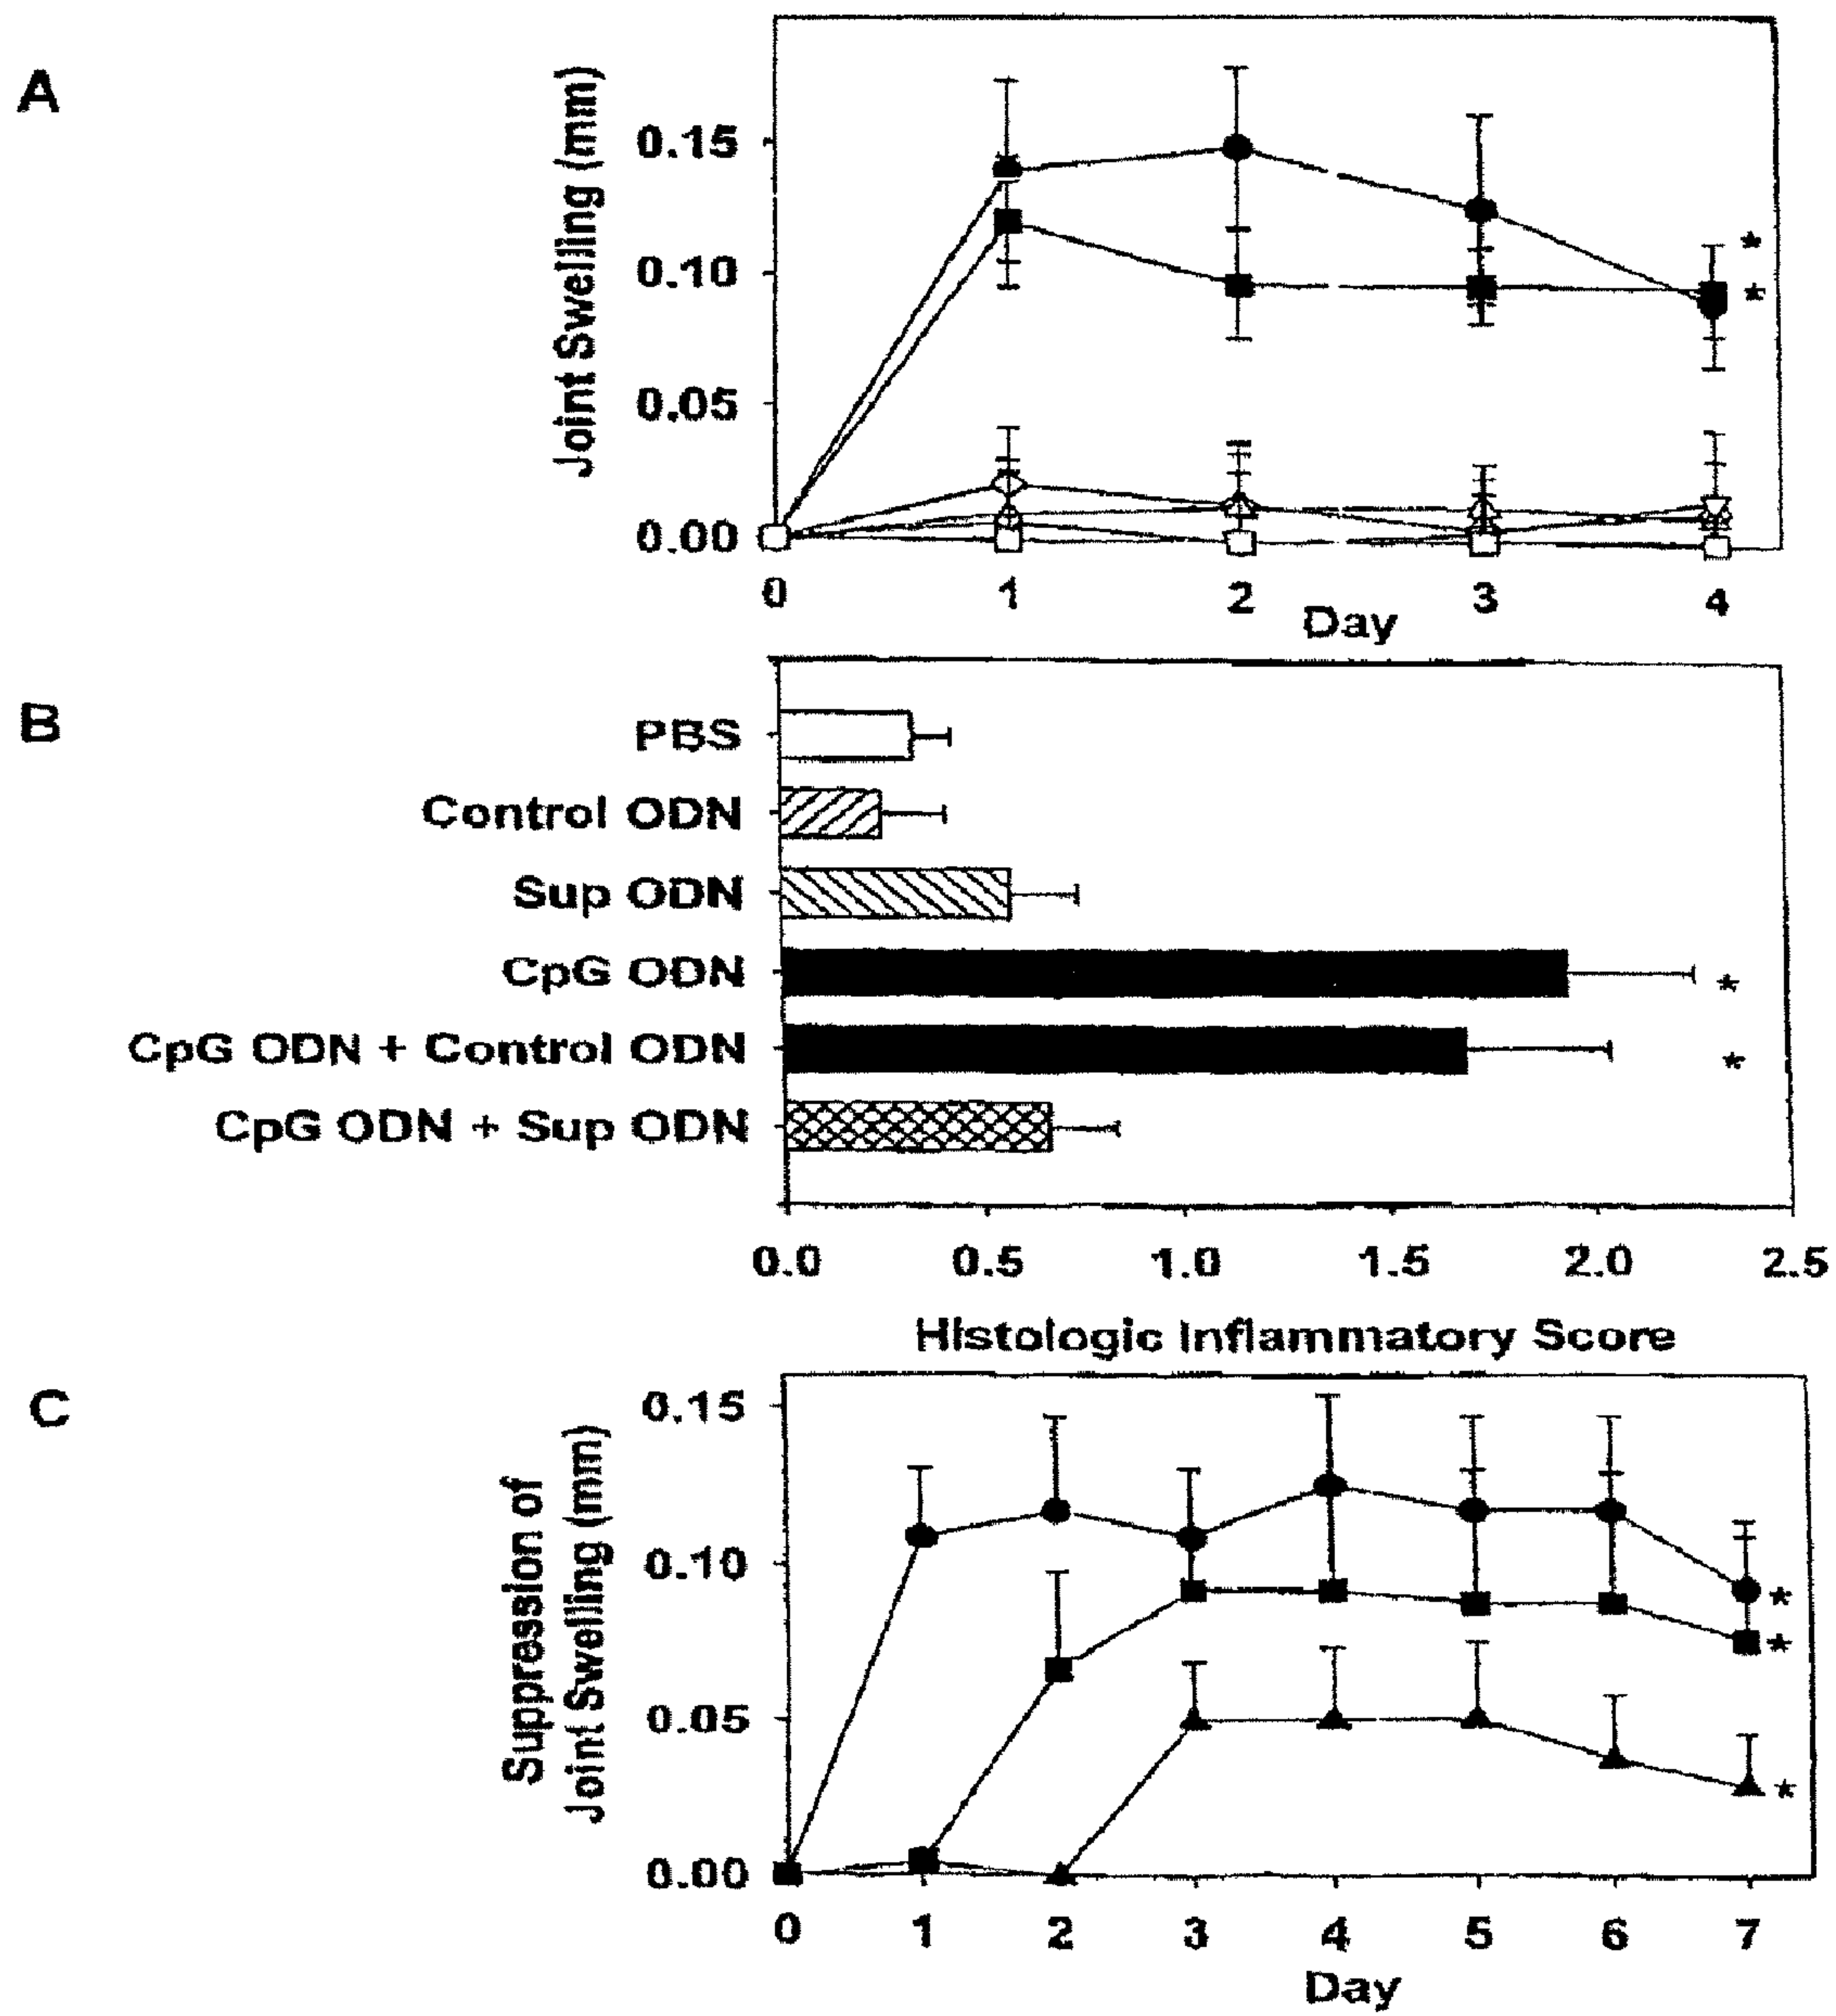 A
Joint Swelling (mm)
0.15
0.10
0.05
0.00
*
*
0 1 2 3 4
Day
B
PBS
Control ODN
Sup ODN
CpG ODN
*
CpG ODN + Control ODN
*
CpG ODN + Sup ODN
0.0 0.5 1.0 1.5 2.0 2.5
Histologic Inflammatory Score
C
Suppression of
Joint Swelling (mm)
0.15
0.10
0.05
0.00
*
*
*
0 1 2 3 4 5 6 7
Day